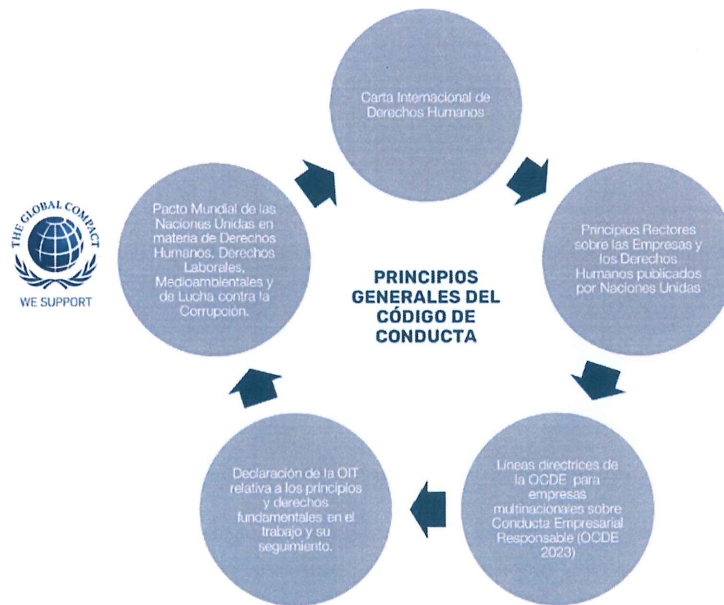 Carta Internacional de
Derechos Humanos
Principios Rectores
sobre las Empresas y
los Derechos
Humanos publicados
por Naciones Unidas
Líneas directrices de
la OCDE para
empresas
multinacionales sobre
Conducta Empresarial
Responsable (OCDE
2023)
Declaración de la OIT
relativa a los principios
y derechos
fundamentales en el
trabajo y su
seguimiento.
Pacto Mundial de las
Naciones Unidas en
materia de Derechos
Humanos, Derechos
Laborales,
Medioambientales y
de Lucha contra la
Corrupción.
PRINCIPIOS
GENERALES DEL
CÓDIGO DE
CONDUCTA
THE GLOBAL COMPACT
WE SUPPORT